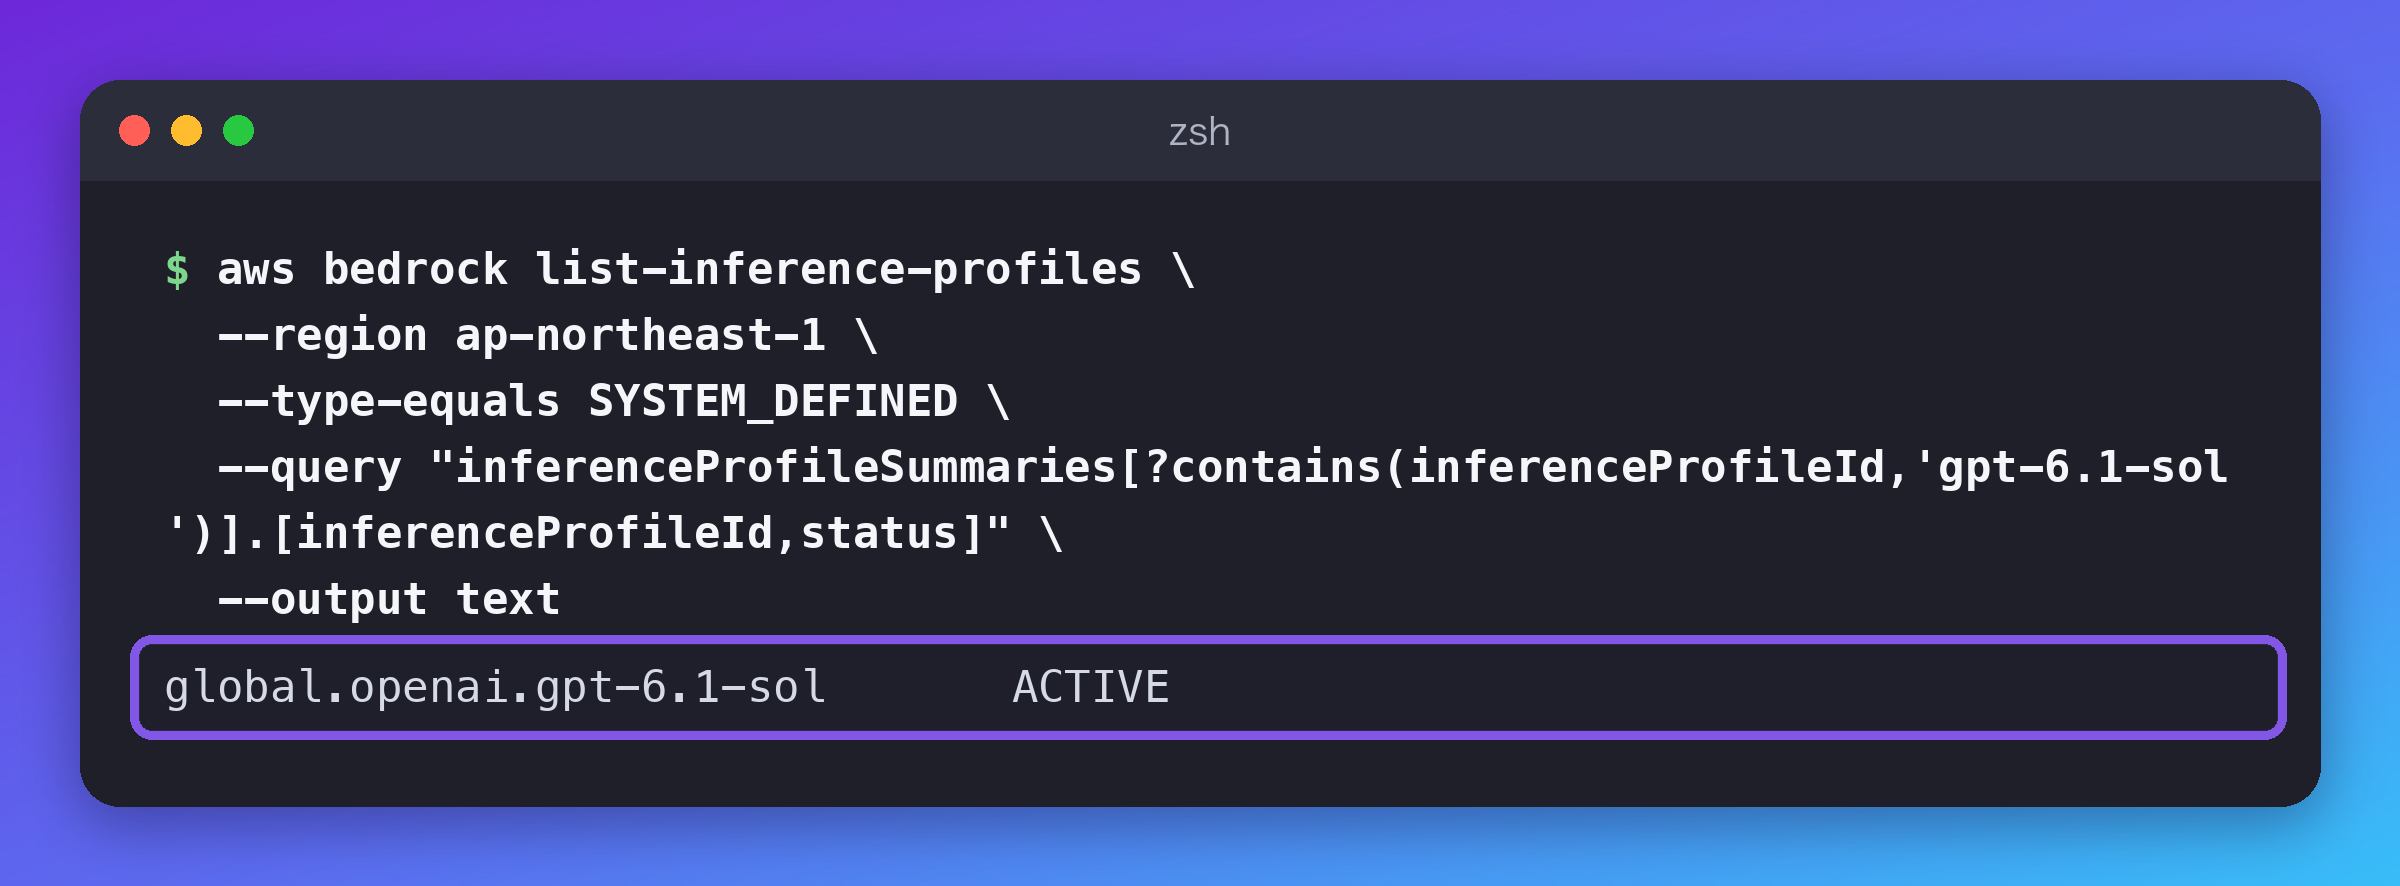 zsh
$ aws bedrock list-inference-profiles \
--region ap-northeast-1 \
--type-equals SYSTEM_DEFINED \
--query "inferenceProfileSummaries[?contains(inferenceProfileId,'gpt-6.1-sol
')].[inferenceProfileId,status]" \
--output text
global.openai.gpt-6.1-sol ACTIVE